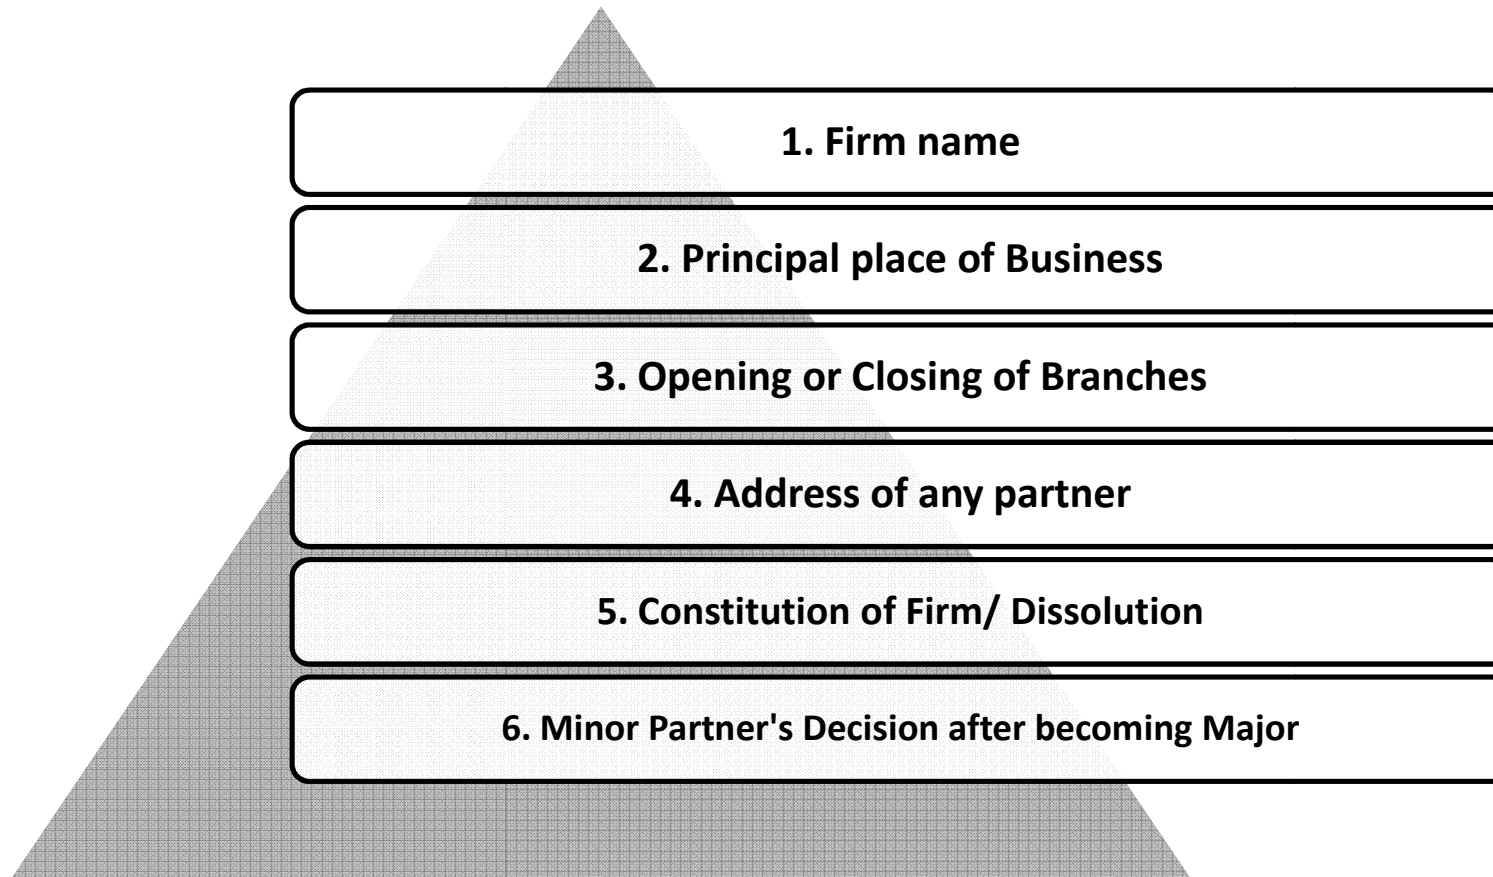 1. Firm name
2. Principal place of Business
3. Opening or Closing of Branches
4. Address of any partner
5. Constitution of Firm/ Dissolution
6. Minor Partner's Decision after becoming Major